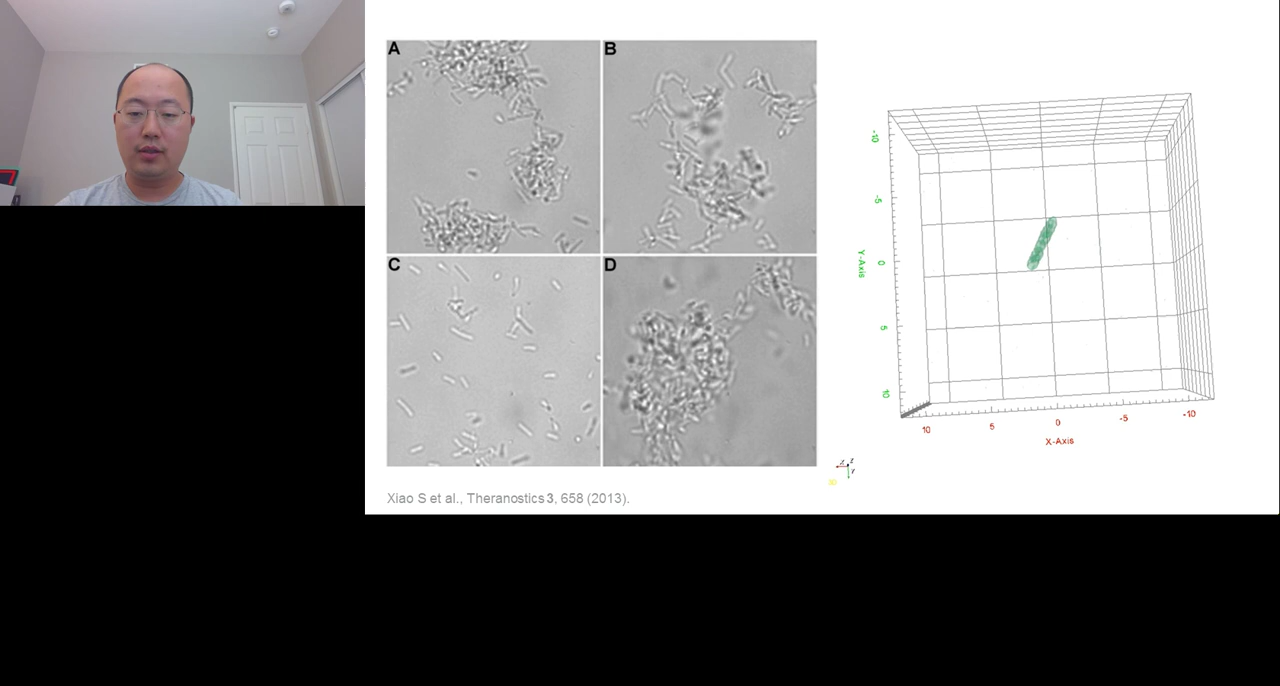 A
B
C
D
Xiao S et al., Theranostics 3, 658 (2013).
-10
-5
0
5
10
Y-Axis
10
5
0
-5
-10
X-Axis
Z
Y